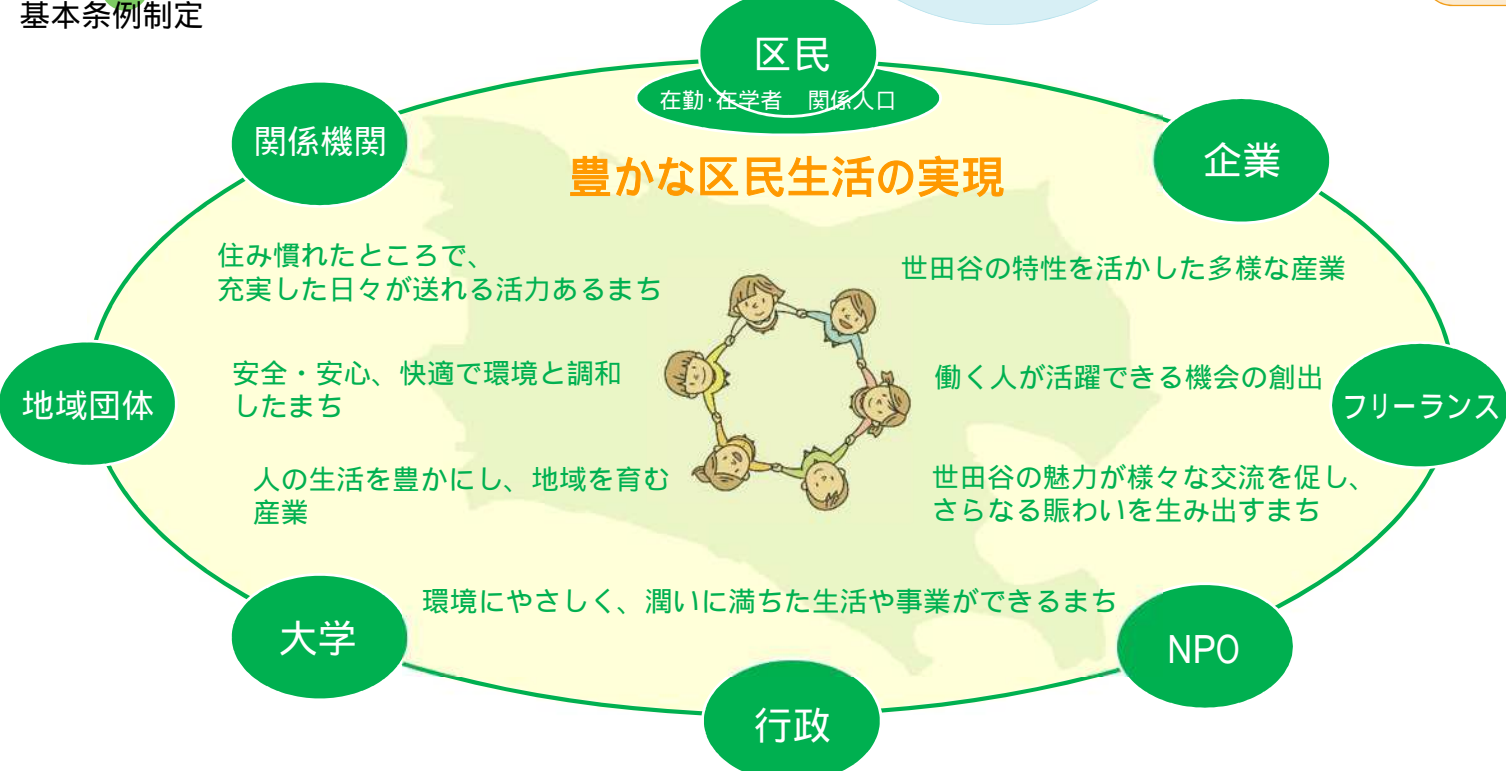 基本条例制定
区民
在勤･在学者　関係人口
関係機関
企業
豊かな区民生活の実現
住み慣れたところで、
充実した日々が送れる活力あるまち
世田谷の特性を活かした多様な産業
安全・安心、快適で環境と調和
したまち
働く人が活躍できる機会の創出
地域団体
フリーランス
人の生活を豊かにし、地域を育む
産業
世田谷の魅力が様々な交流を促し、
さらなる賑わいを生み出すまち
環境にやさしく、潤いに満ちた生活や事業ができるまち
大学
NPO
行政